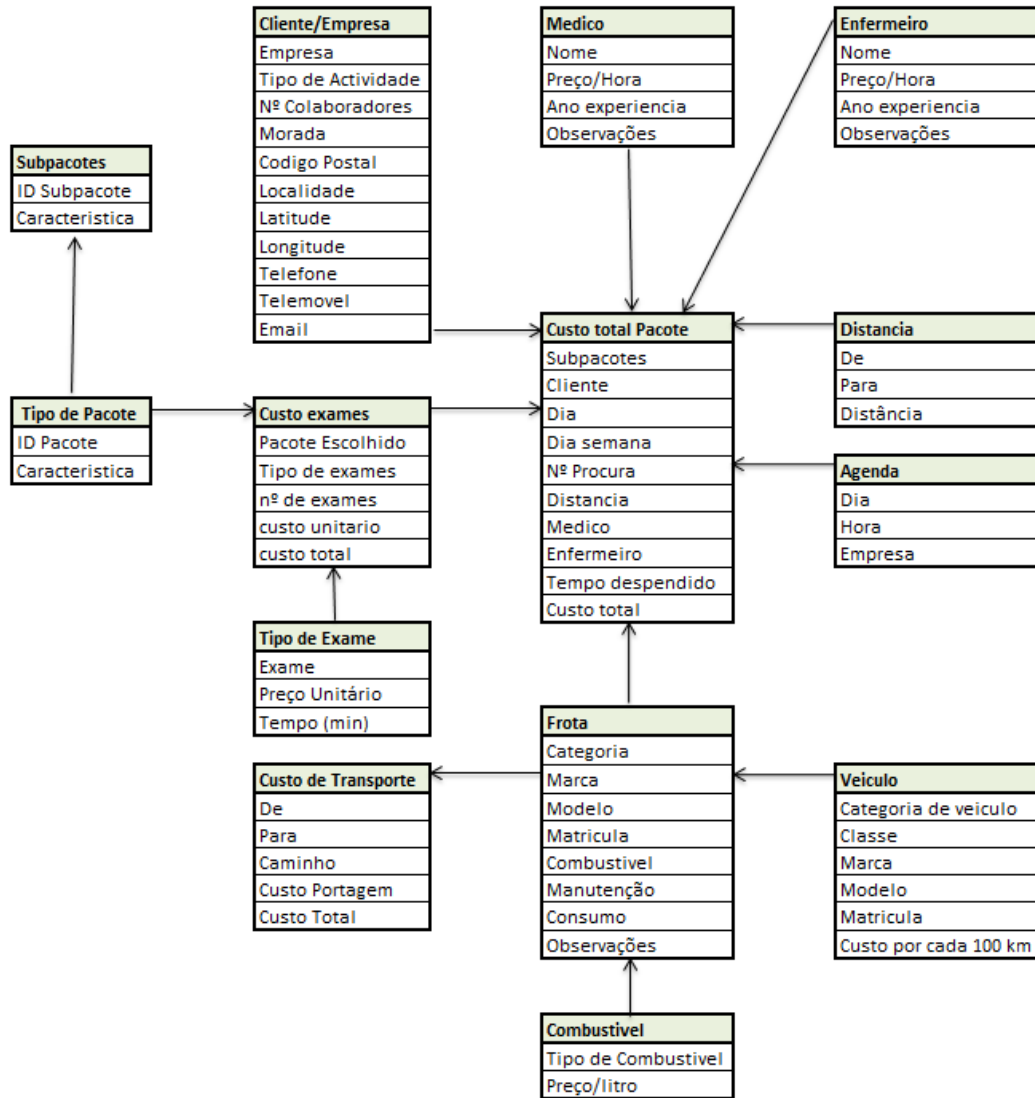 Cliente/Empresa
Empresa
Tipo de Actividade
Nº Colaboradores
Morada
Codigo Postal
Localidade
Latitude
Longitude
Telefone
Telemovel
Email
Medico
Nome
Preço/Hora
Ano experiencia
Observações
Enfermeiro
Nome
Preço/Hora
Ano experiencia
Observações
Subpacotes
ID Subpacote
Caracteristica
Tipo de Pacote
ID Pacote
Caracteristica
Custo exames
Pacote Escolhido
Tipo de exames
nº de exames
custo unitario
custo total
Custo total Pacote
Subpacotes
Cliente
Dia
Dia semana
Nº Procura
Distancia
Medico
Enfermeiro
Tempo despendido
Custo total
Distancia
De
Para
Distância
Agenda
Dia
Hora
Empresa
Tipo de Exame
Exame
Preço Unitário
Tempo (min)
Custo de Transporte
De
Para
Caminho
Custo Portagem
Custo Total
Frota
Categoria
Marca
Modelo
Matricula
Combustivel
Manutenção
Consumo
Observações
Veiculo
Categoria de veiculo
Classe
Marca
Modelo
Matricula
Custo por cada 100 km
Combustivel
Tipo de Combustivel
Preço/litro